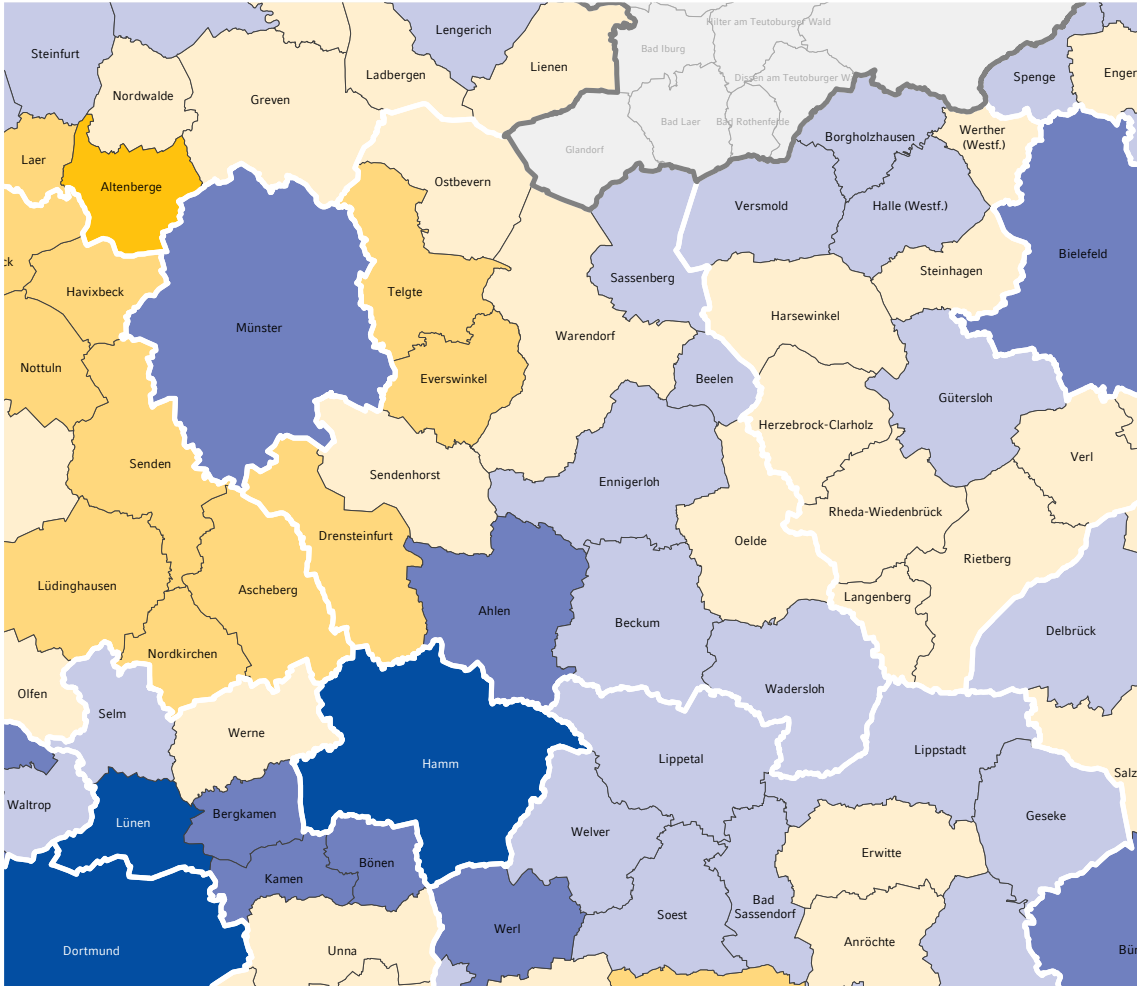 Hilter am Teutoburger Wald
Lengerich
Bad Iburg
Steinfurt
Lienen
Ladbergen
Dissen am Teutoburger W
Spenge
Enger
Nordwalde
Greven
Bad Laer
Bad Rothenfelde
Borgholzhausen
Werther
(Westf.)
Glandorf
Laer
Altenberge
Ostbevern
Versmold
Halle (Westf.)
Bielefeld
ck
Steinhagen
Sassenberg
Havixbeck
Telgte
Harsewinkel
Münster
Warendorf
Nottuln
Everswinkel
Beelen
Gütersloh
Herzebrock-Clarholz
Verl
Senden
Sendenhorst
Ennigerloh
Rheda-Wiedenbrück
Drensteinfurt
Oelde
Rietberg
Lüdinghausen
Ascheberg
Langenberg
Ahlen
Beckum
Delbrück
Nordkirchen
Wadersloh
Olfen
Selm
Werne
Lippstadt
Lippetal
Hamm
Salz
Waltrop
Bergkamen
Geseke
Lünen
Welver
Erwitte
Bönen
Kamen
Bad
Sassendorf
Soest
Werl
Anröchte
Dortmund
Unna
Bür